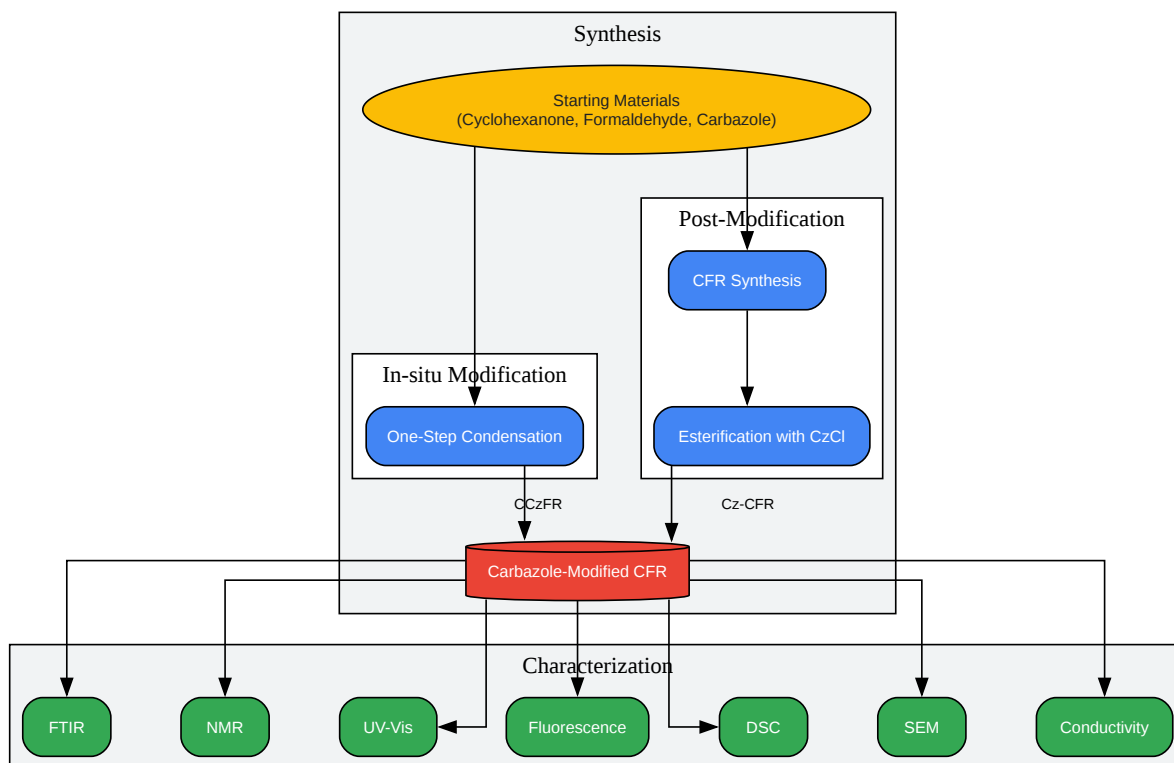 Synthesis
Starting Materials
(Cyclohexanone, Formaldehyde, Carbazole)
Post-Modification
CFR Synthesis
In-situ Modification
One-Step Condensation
Esterification with CzCl
CCzFR
Cz-CFR
Carbazole-Modified CFR
Characterization
FTIR
NMR
UV-Vis
Fluorescence
DSC
SEM
Conductivity